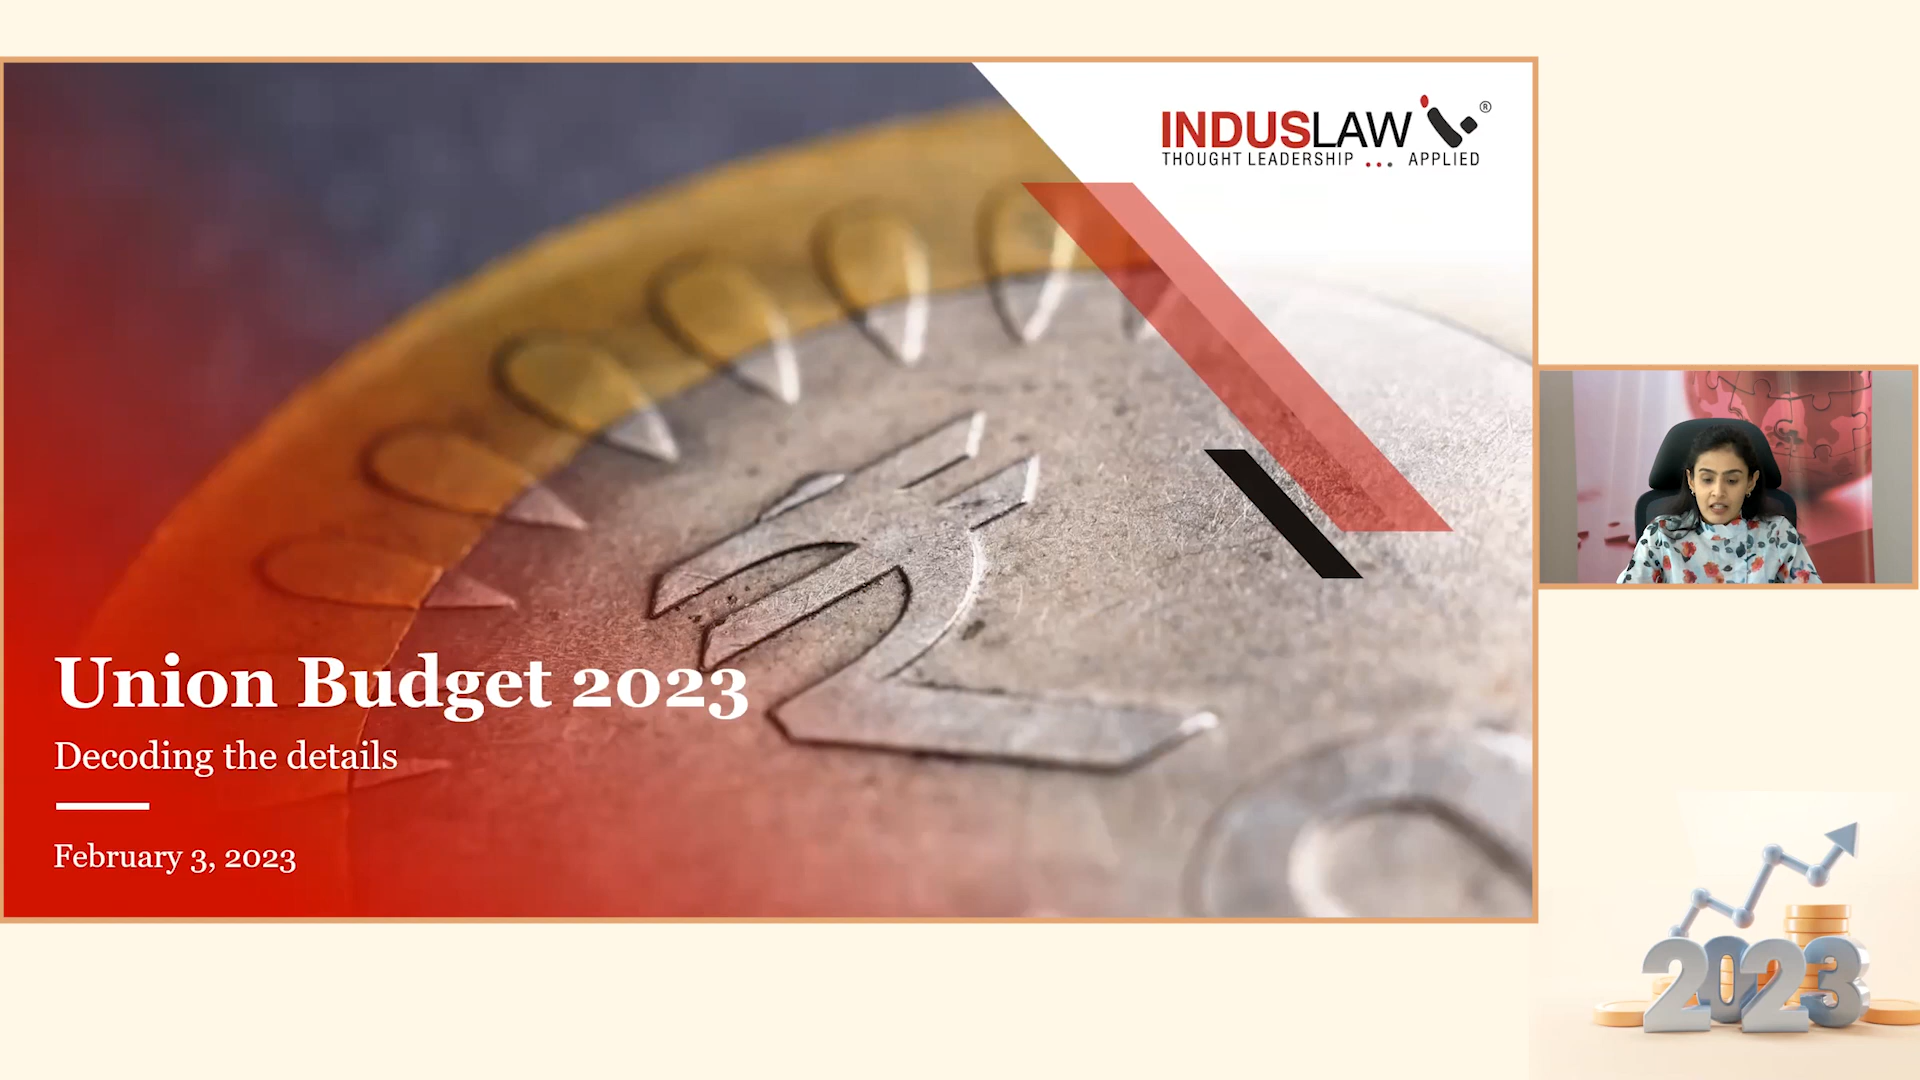 INDUSLAW ®
THOUGHT LEADERSHIP ... APPLIED
Union Budget 2023
Decoding the details
February 3, 2023
2023